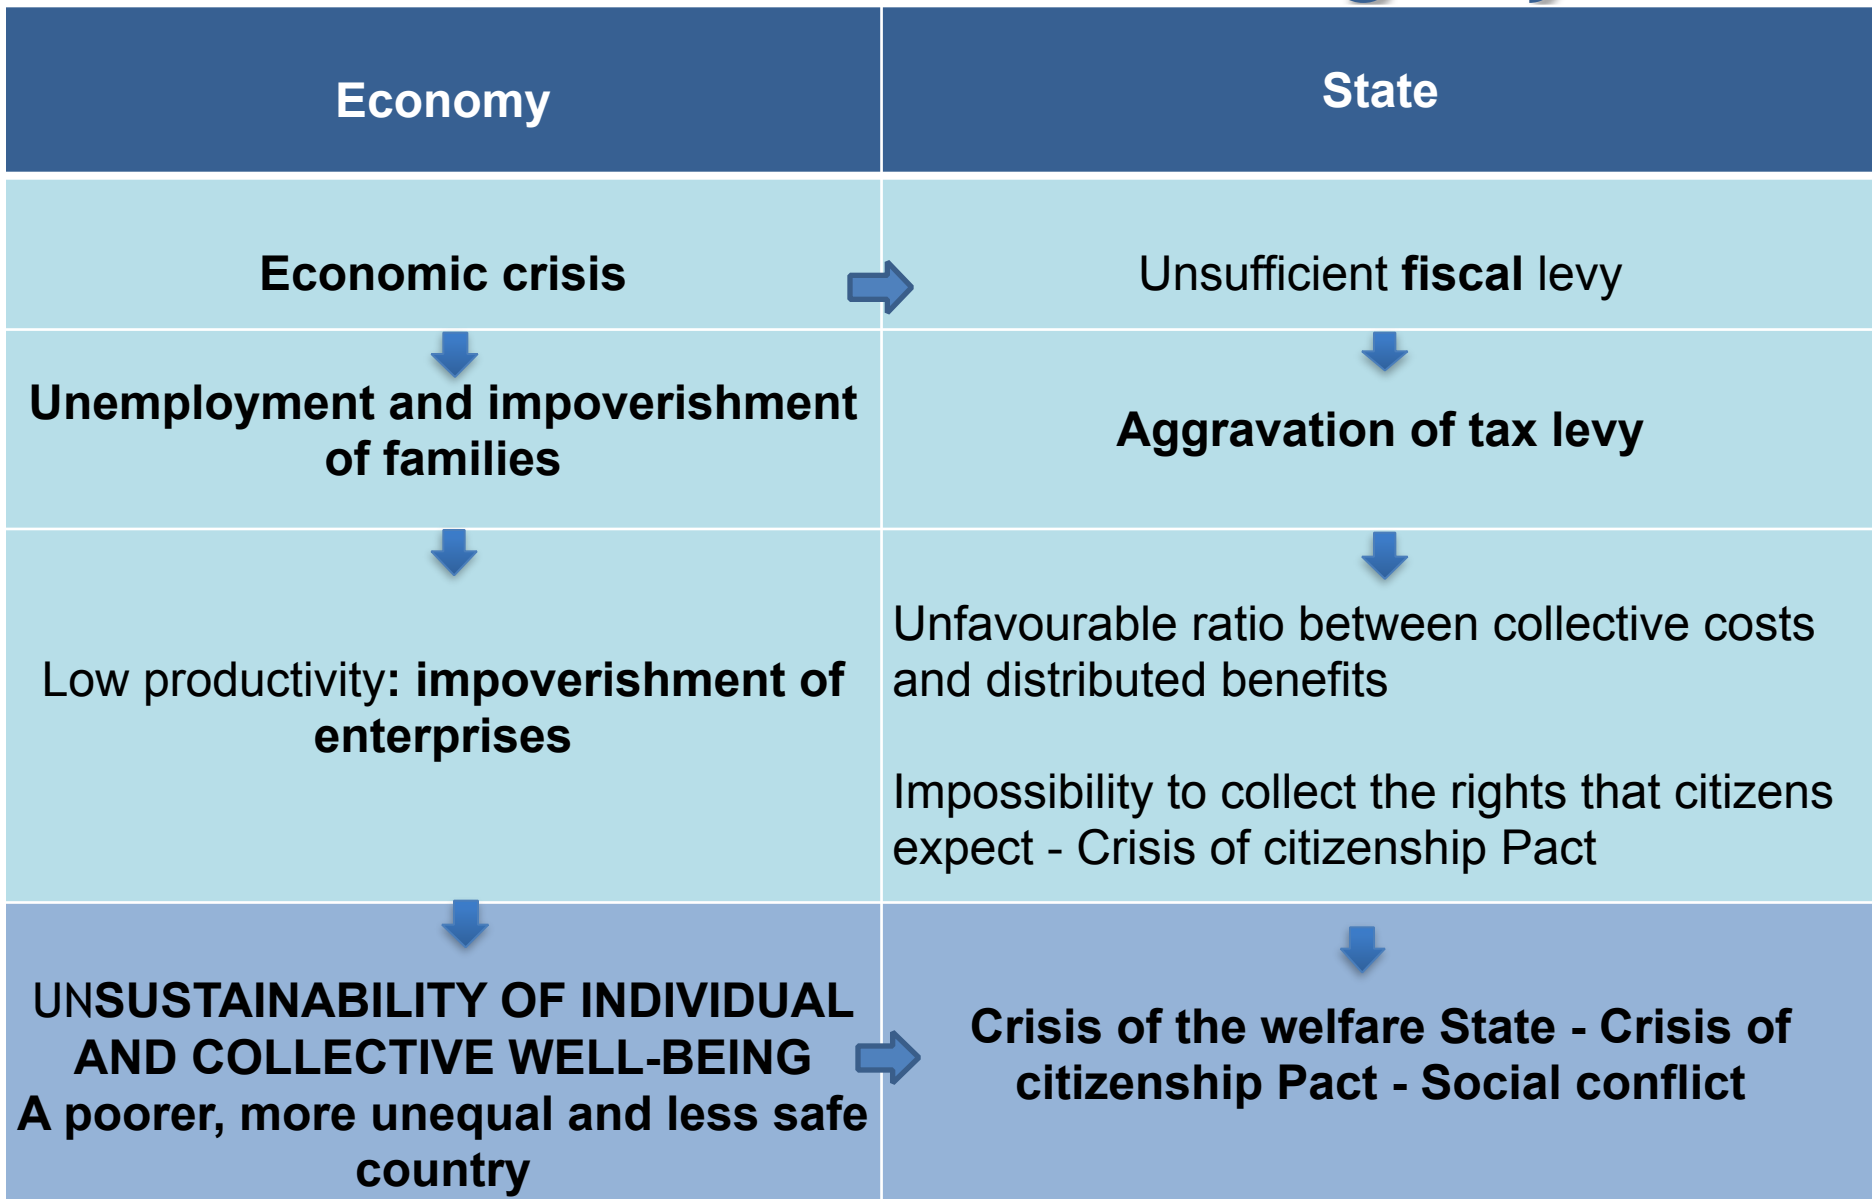 Economy
State
Economic crisis
Unsufficient fiscal levy
Unemployment and impoverishment
of families
Aggravation of tax levy
Low productivity: impoverishment of
enterprises
Unfavourable ratio between collective costs
and distributed benefits
Impossibility to collect the rights that citizens
expect - Crisis of citizenship Pact
UNSUSTAINABILITY OF INDIVIDUAL
AND COLLECTIVE WELL-BEING
A poorer, more unequal and less safe
country
Crisis of the welfare State - Crisis of
citizenship Pact - Social conflict